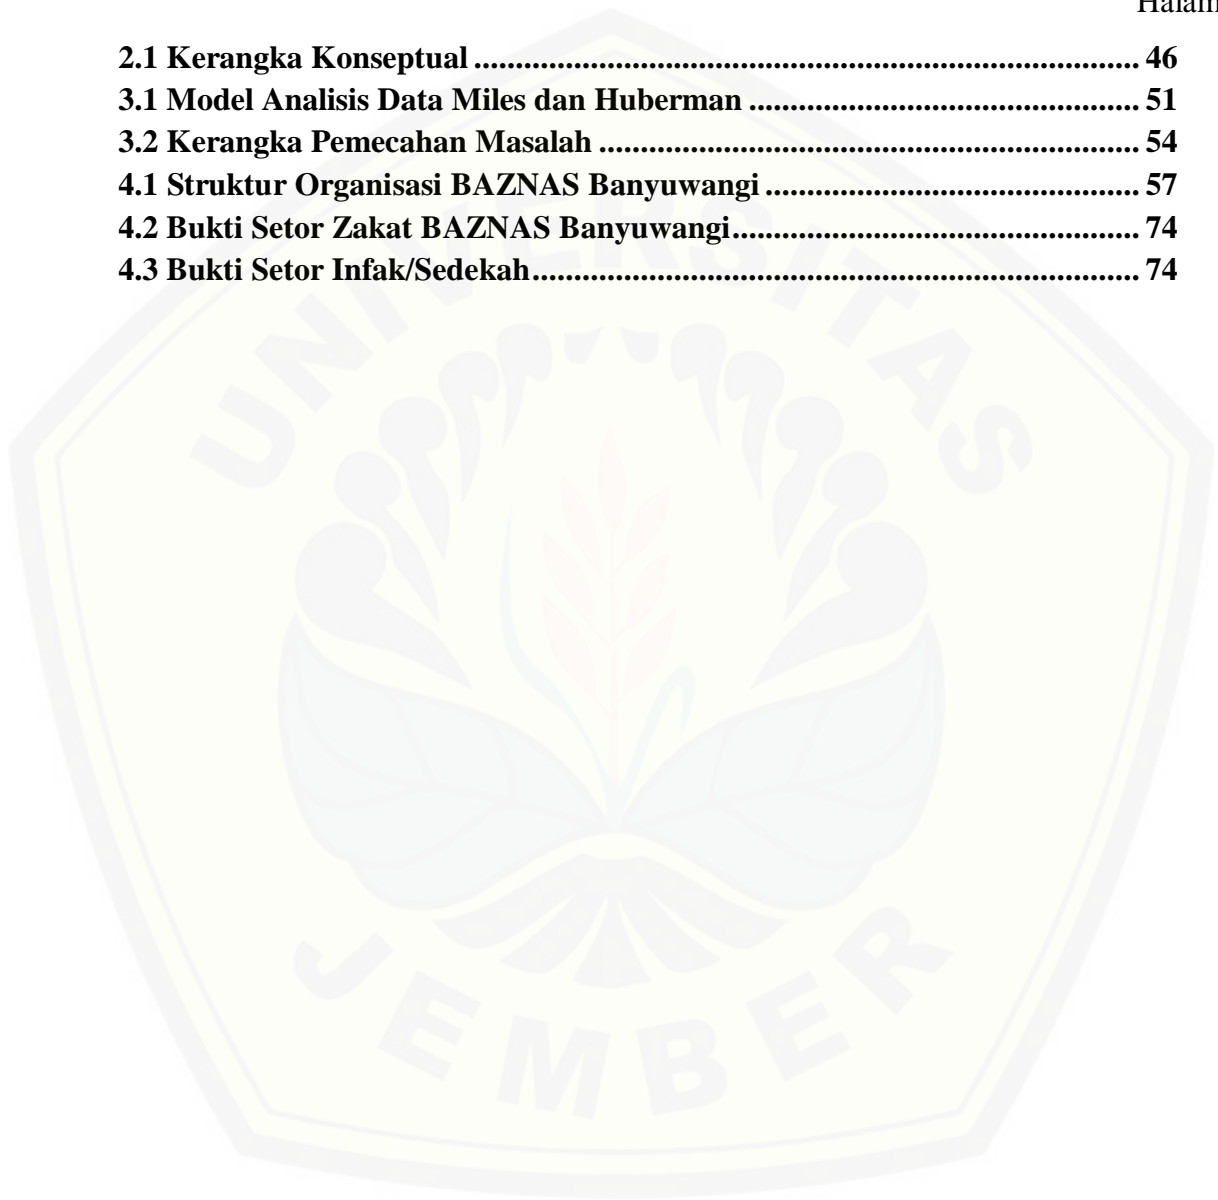 Halam
2.1 Kerangka Konseptual ................................................................................ 46
3.1 Model Analisis Data Miles dan Huberman ............................................... 51
3.2 Kerangka Pemecahan Masalah ................................................................. 54
4.1 Struktur Organisasi BAZNAS Banyuwangi ............................................. 57
4.2 Bukti Setor Zakat BAZNAS Banyuwangi ................................................. 74
4.3 Bukti Setor Infak/Sedekah ......................................................................... 74
UNIVERSITAS
JEMBER